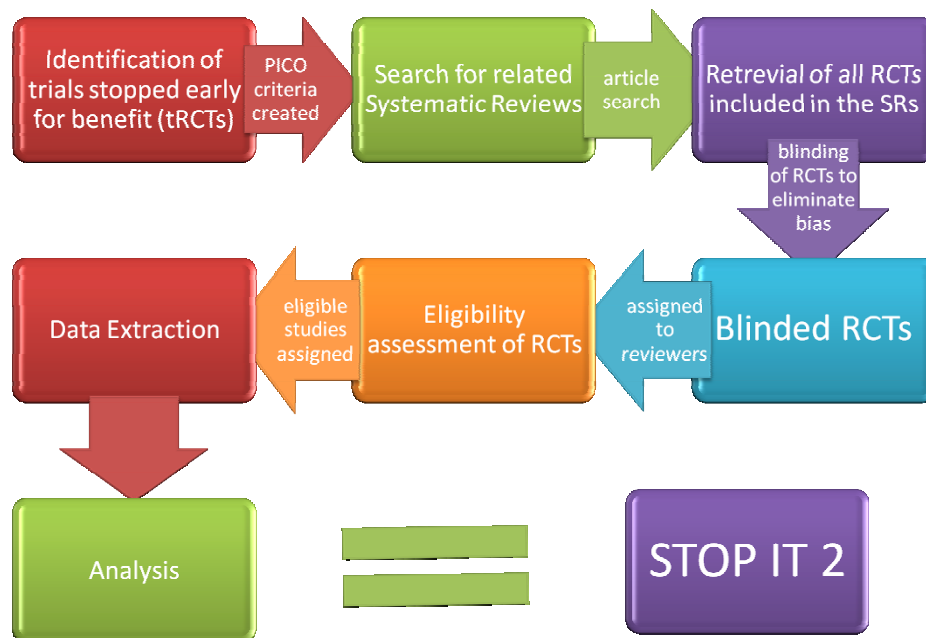 Identification of
trials stopped early
for benefit (tRCTs)
PICO
criteria
created
Search for related
Systematic Reviews
article
search
Retrevial of all RCTs
included in the SRs
blinding
of RCTs to
eliminate
bias
Blinded RCTs
assigned
to
reviewers
Eligibility
assessment of RCTs
eligible
studies
assigned
Data Extraction
Analysis
STOP IT 2